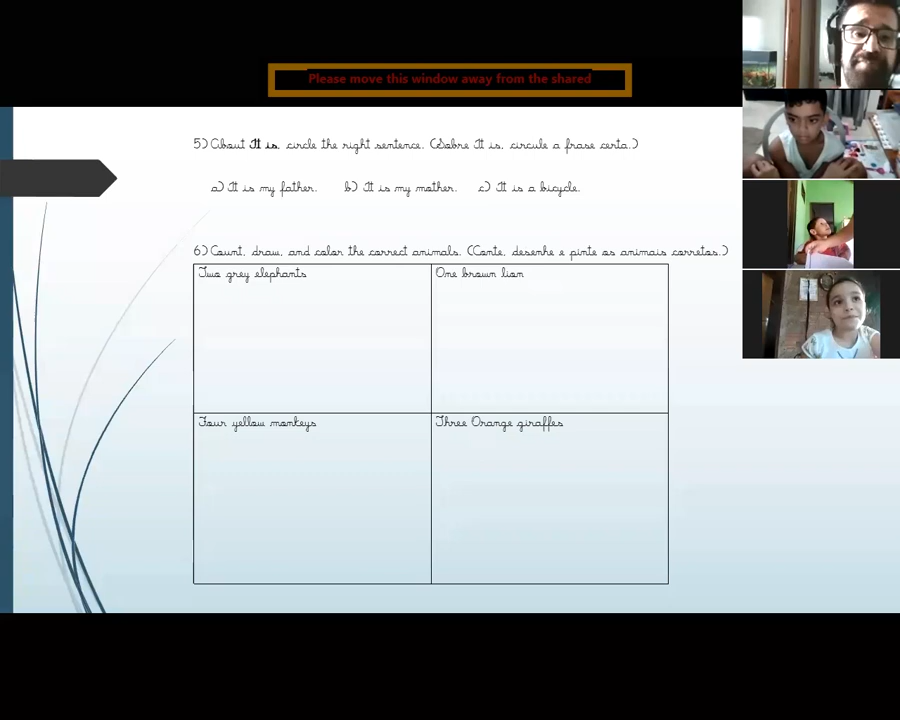 Please move this window away from the shared
5) About It is, circle the right sentence. (Sobre It is, circule a frase certa.)
a) It is my father. b) It is my mother. c) It is a bicycle.
6) Count, draw, and color the correct animals. (Conte, desenhe e pinte os animais corretos.)
Two grey elephants
One brown lion
Four yellow monkeys
Three Orange giraffes